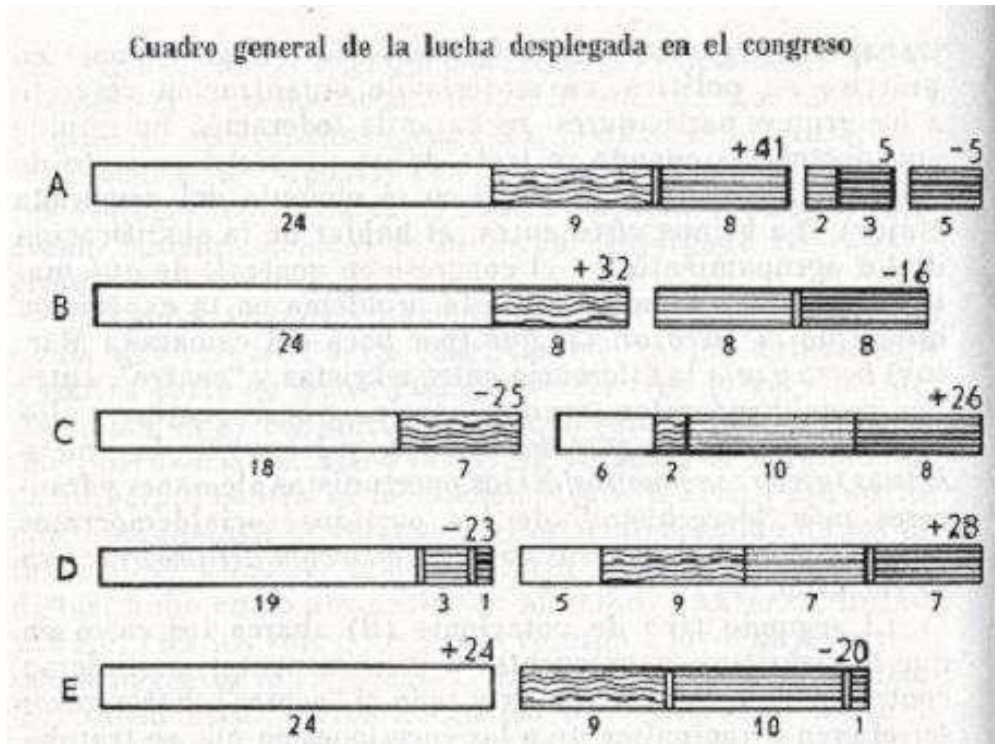 Cuadro general de la lucha desplegada en el congreso
+41 5 -5
A
24 9 8 2 3 5
+32 -16
B
24 8 8 8
-25 +26
C
18 7 6 2 10 8
-23 +28
D
19 3 1 5 9 7 7
+24 -20
E
24 9 10 1